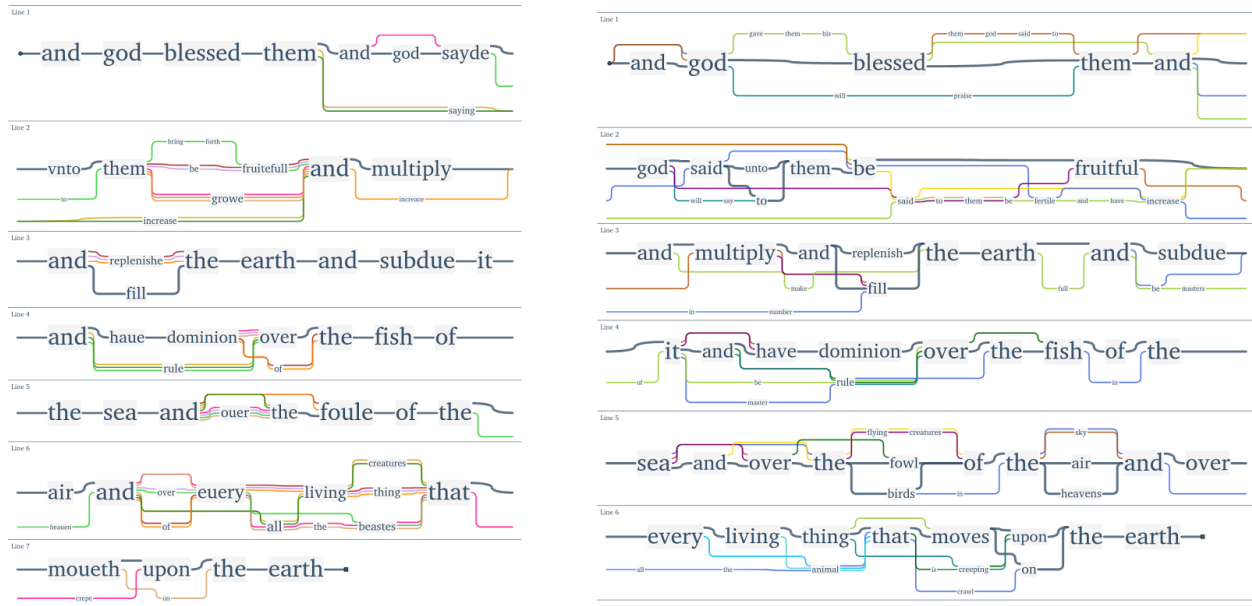 Line 1
and god blessed them and god sayde
saying
Line 2
bring forth
vnto them be fruitefull and multiply
to growe increace
increase
Line 3
and replenishe the earth and subdue it
fill
Line 4
and haue dominion over the fish of
rule of
Line 5
the sea and ouer the foule of the
Line 6
creatures
air and over euery living thing that
heauen of all the beastes
Line 7
moueth upon the earth
crepe on
Line 1
gave them his them god said to
and god blessed them and
will praise
Line 2
god said unto them be fruitful
will say to said to them be fertile and have increase
Line 3
and multiply and replenish the earth and subdue
make fill full be masters
in number
Line 4
it and have dominion over the fish of the
of be rule in
master
Line 5
flying creatures sky
sea and over the fowl of the air and over
birds in heavens
Line 6
every living thing that moves upon the earth
all the animal is creeping on
crawl